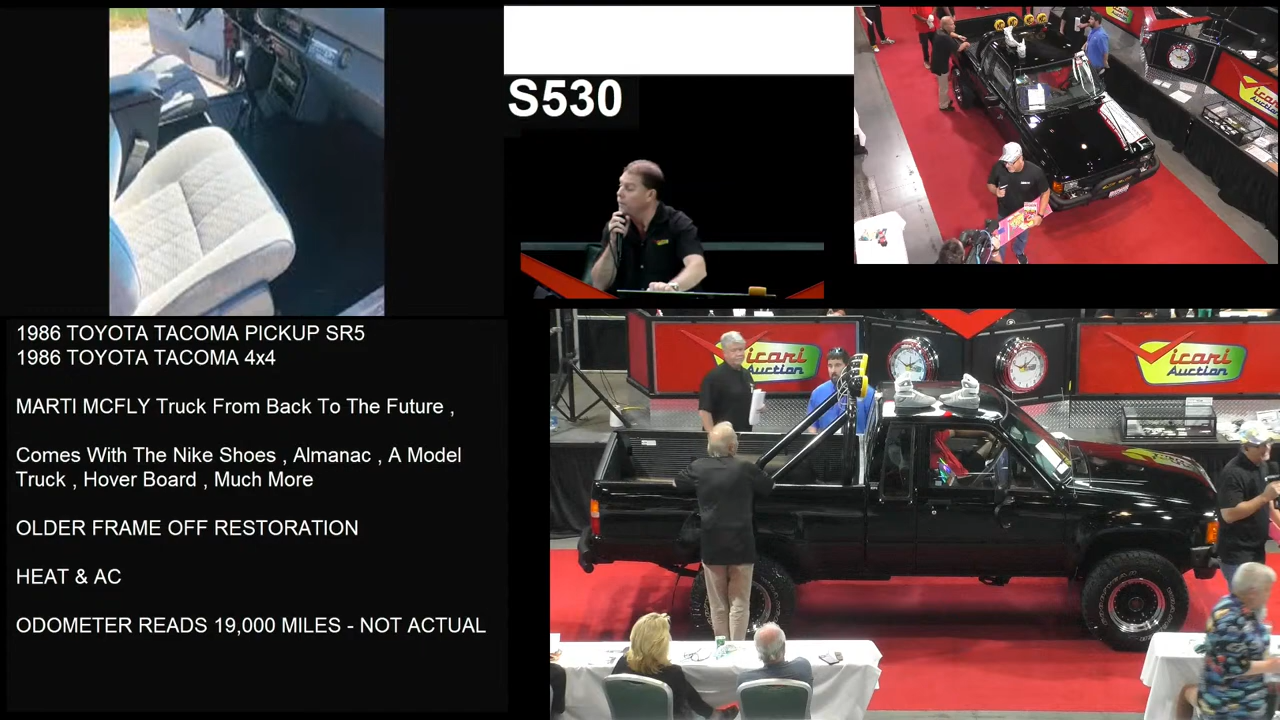 S530
1986 TOYOTA TACOMA PICKUP SR5
1986 TOYOTA TACOMA 4x4
MARTI MCFLY Truck From Back To The Future ,
Comes With The Nike Shoes , Almanac , A Model
Truck , Hover Board , Much More
OLDER FRAME OFF RESTORATION
HEAT & AC
ODOMETER READS 19,000 MILES - NOT ACTUAL
Vicari
Auction
Vicari
Auction
Vicari
Auction